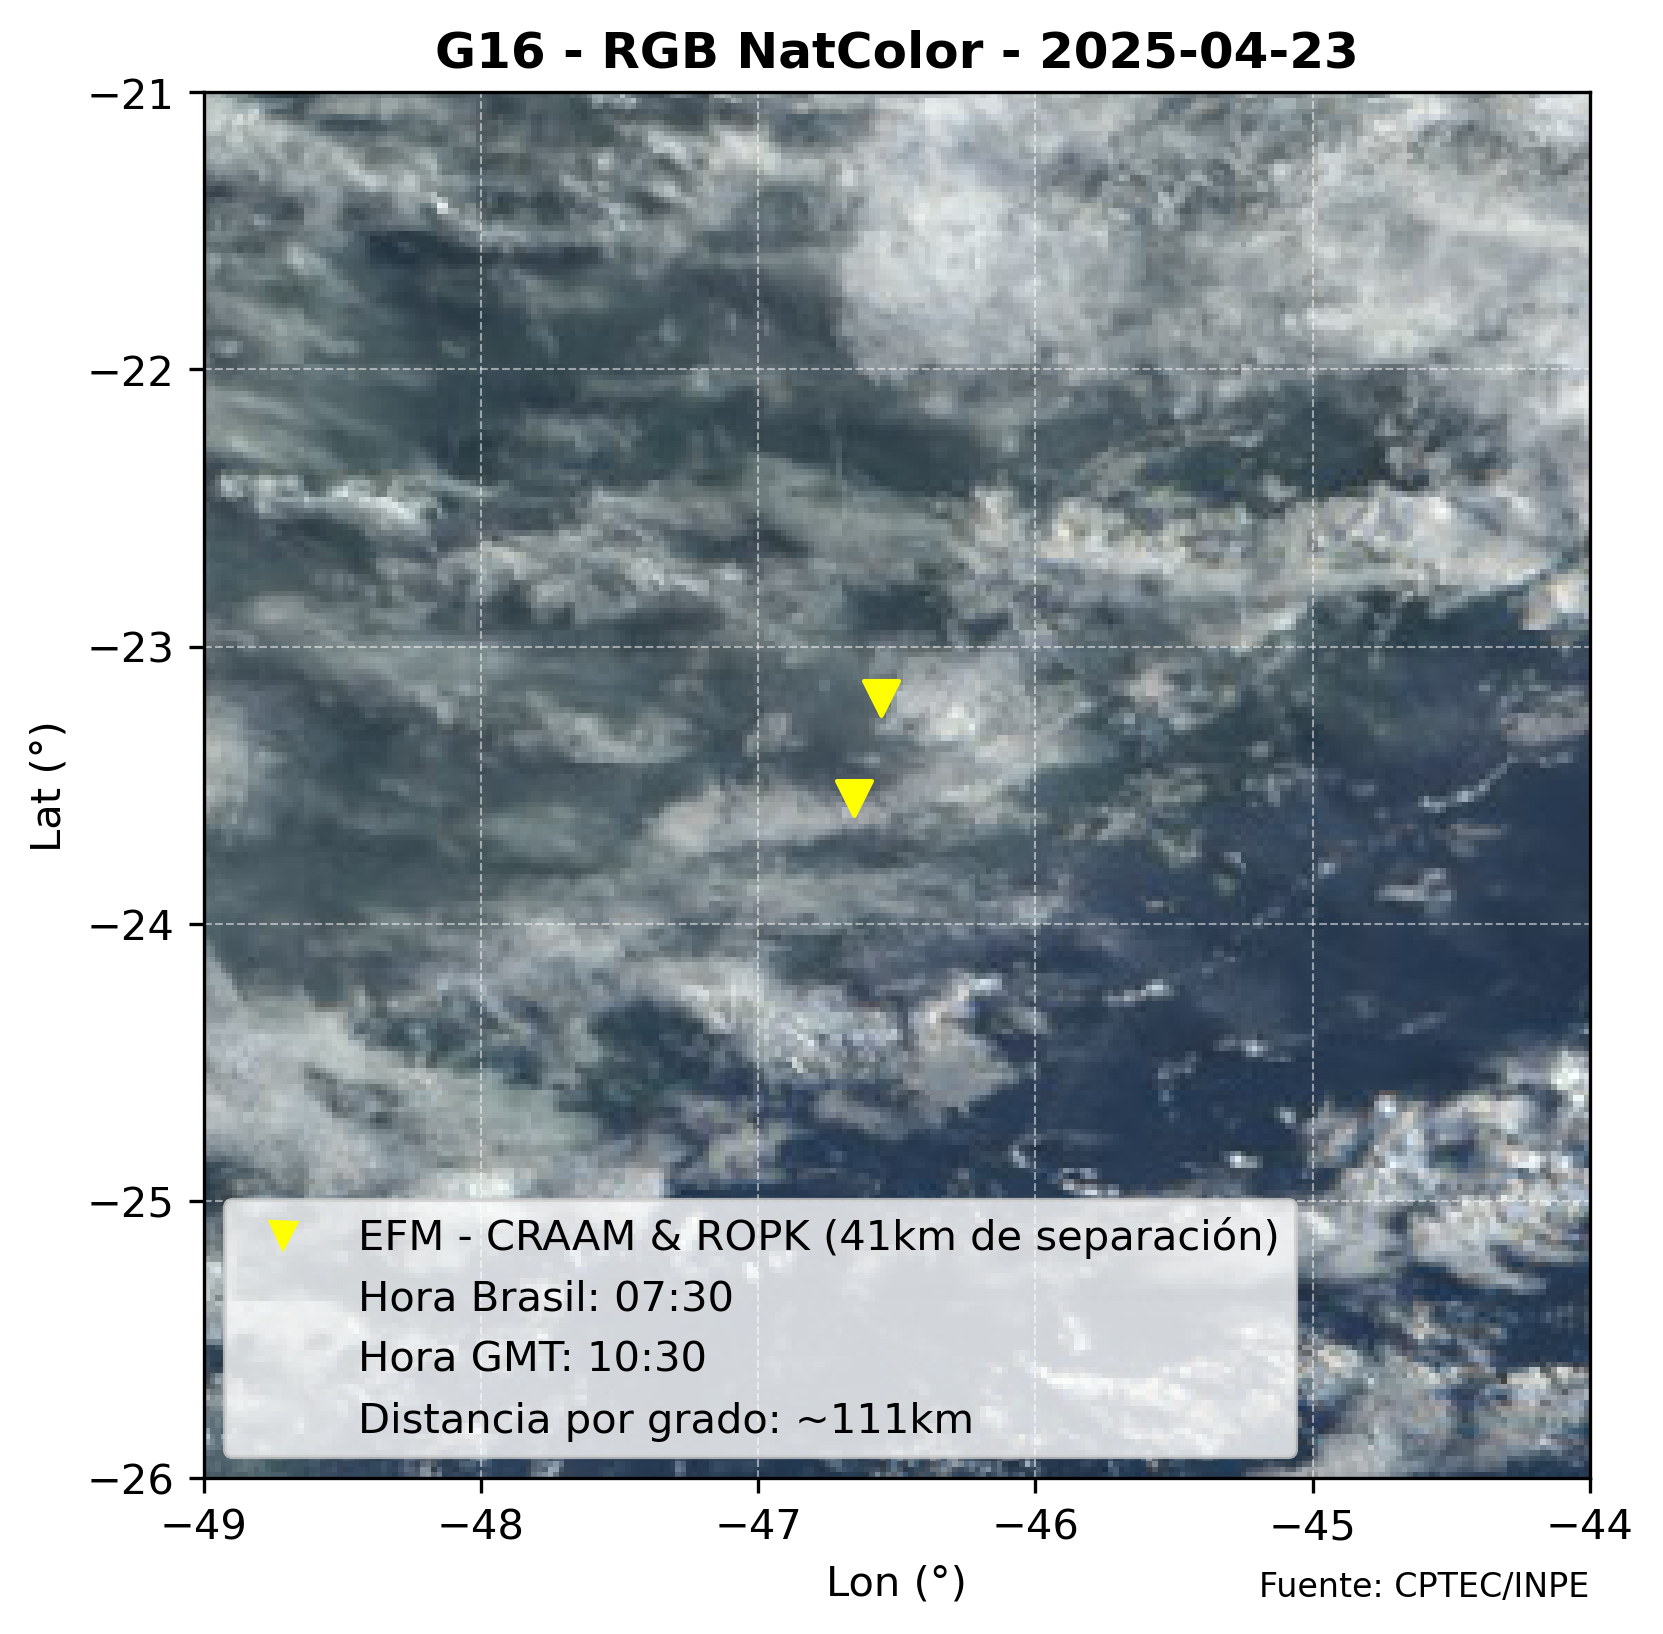 G16 - RGB NatColor - 2025-04-23
−21
−22
−23
−24
−25
−26
Lat (°)
EFM - CRAAM & ROPK (41km de separación)
Hora Brasil: 07:30
Hora GMT: 10:30
Distancia por grado: ~111km
−49 −48 −47 −46 −45 −44
Lon (°)
Fuente: CPTEC/INPE